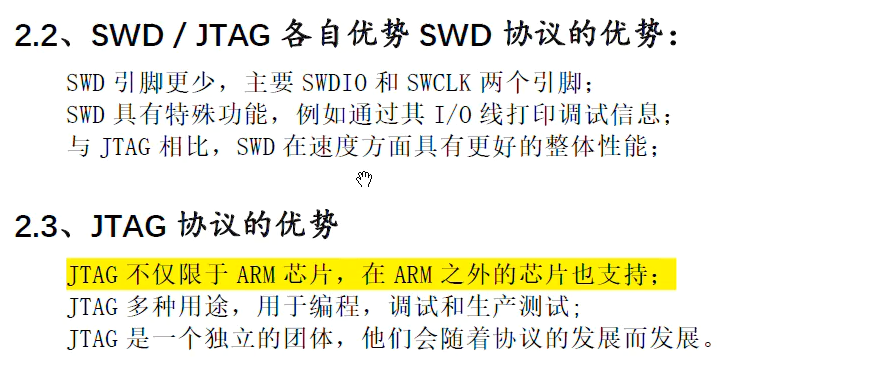 2.2、SWD / JTAG 各自优势 SWD 协议的优势：
SWD 引脚更少，主要 SWDIO 和 SWCLK 两个引脚；
SWD 具有特殊功能，例如通过其 I/O 线打印调试信息；
与 JTAG 相比，SWD 在速度方面具有更好的整体性能；
2.3、JTAG 协议的优势
JTAG 不仅限于 ARM 芯片，在 ARM 之外的芯片也支持；
JTAG 多种用途，用于编程，调试和生产测试；
JTAG 是一个独立的团体，他们会随着协议的发展而发展。